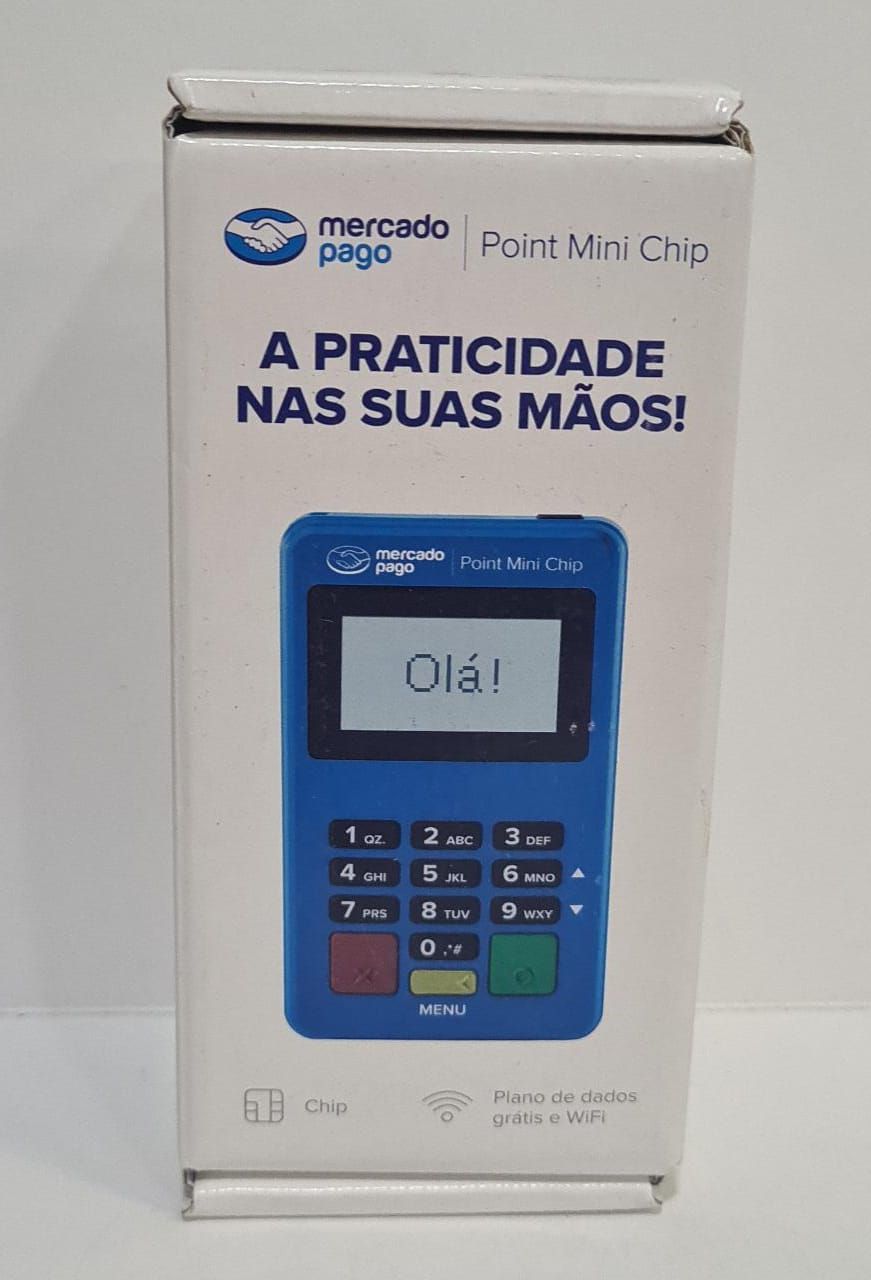 mercado
pago
Point Mini Chip
A PRATICIDADE
NAS SUAS MÃOS!
mercado
pago
Point Mini Chip
Olá!
1 QZ. 2 ABC 3 DEF
4 GHI 5 JKL 6 MNO
7 PRS 8 TUV 9 WXY
0 ,*#
MENU
Chip
Plano de dados
grátis e WiFi